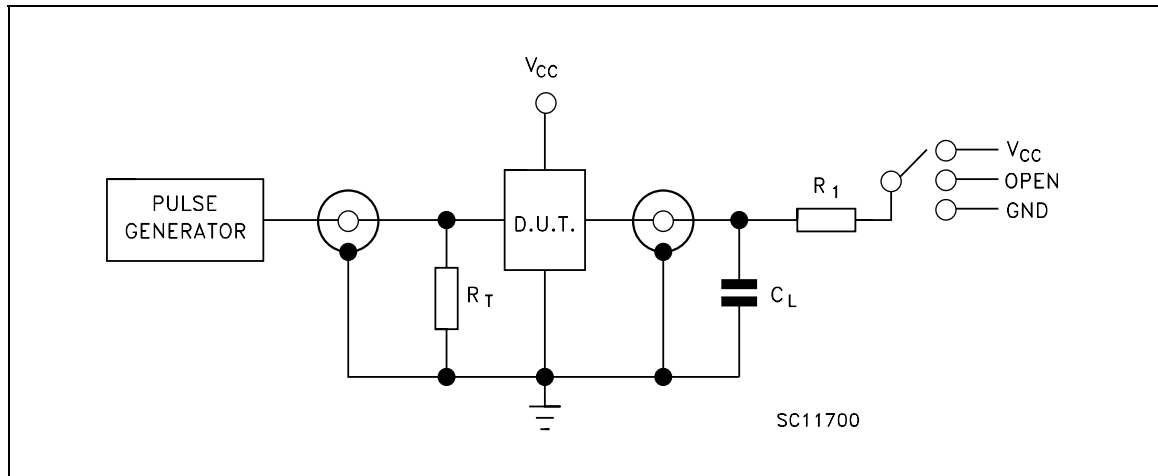 VCC
PULSE
GENERATOR
D.U.T.
RT
CL
R1
VCC
OPEN
GND
SC11700